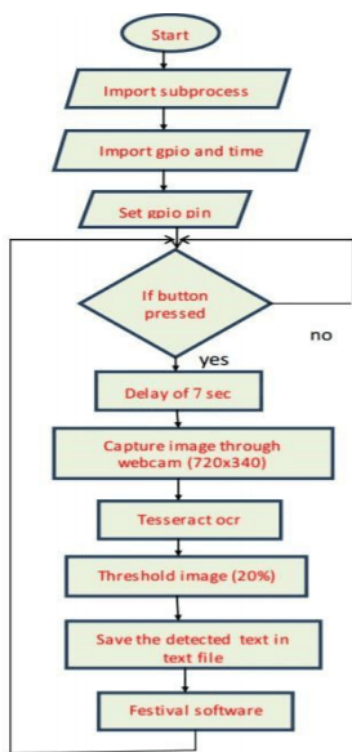 Start
Import subprocess
Import gpio and time
Set gpio pin
If button
pressed
no
yes
Delay of 7 sec
Capture image through
webcam (720x340)
Tesseract ocr
Threshold image (20%)
Save the detected text in
text file
Festival software